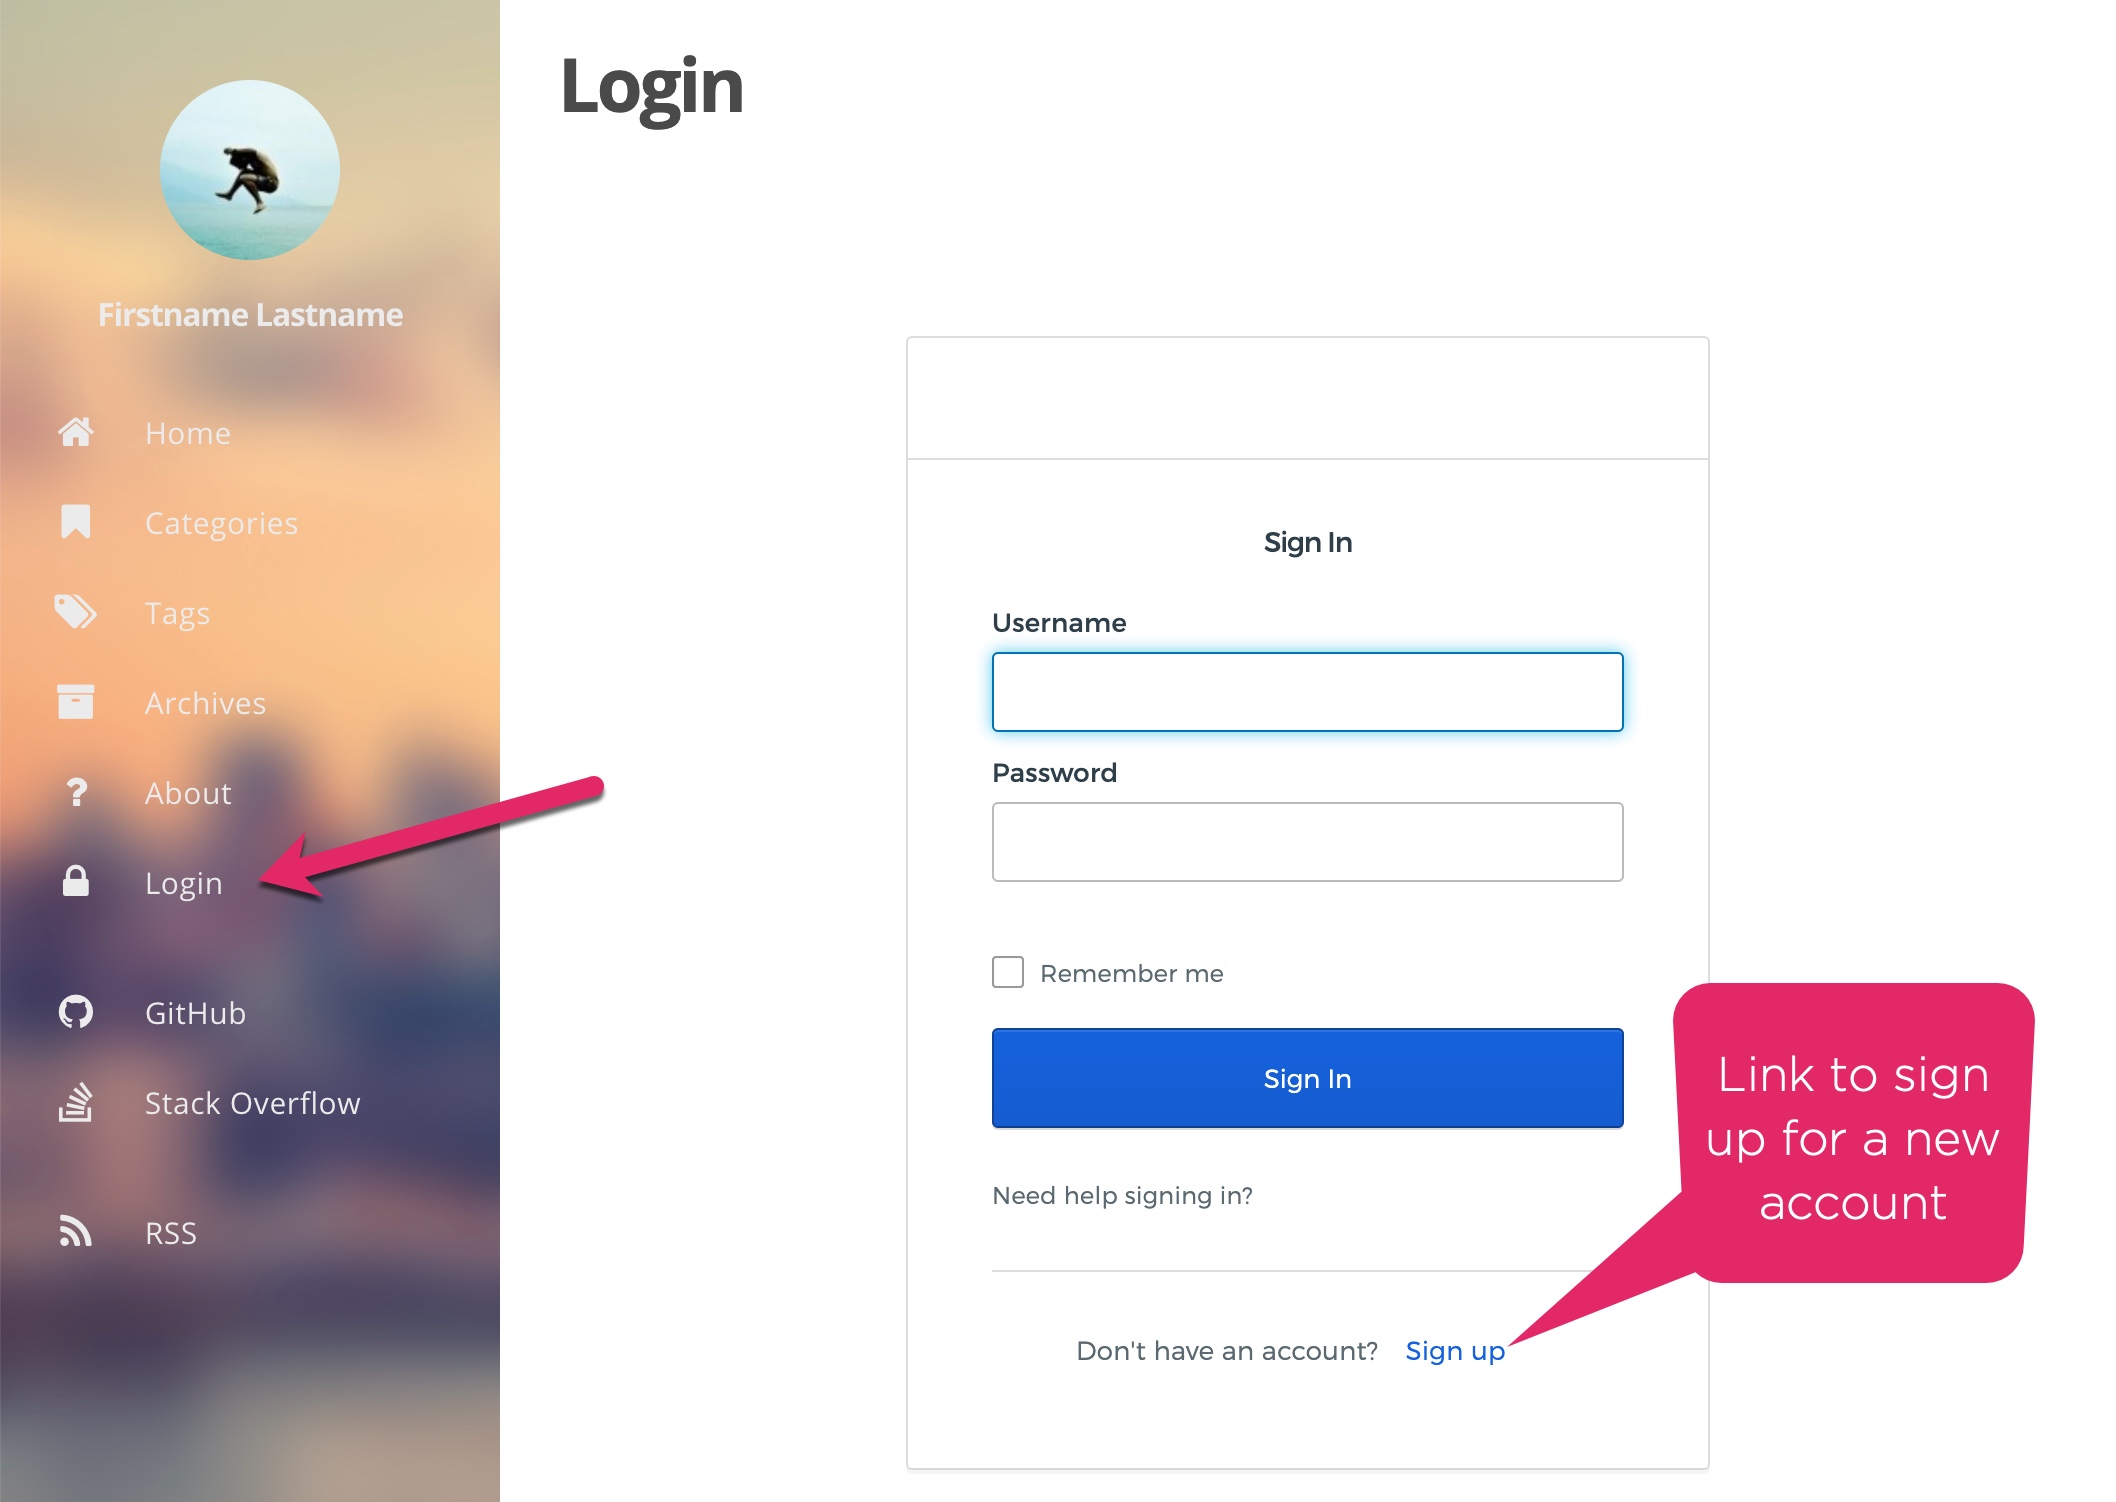 Firstname Lastname
Home
Categories
Tags
Archives
About
Login
GitHub
Stack Overflow
RSS
Login
Sign In
Username
Password
Remember me
Sign In
Need help signing in?
Don't have an account? Sign up
Link to sign
up for a new
account